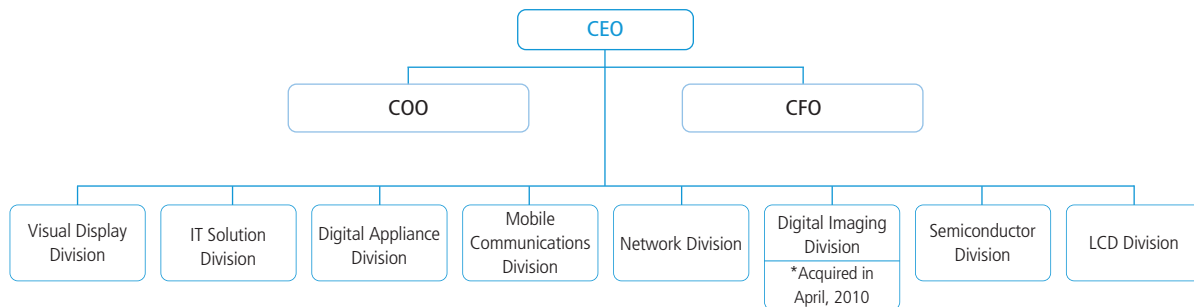 CEO
COO
CFO
Visual Display
Division
IT Solution
Division
Digital Appliance
Division
Mobile
Communications
Division
Network Division
Digital Imaging
Division
*Acquired in
April, 2010
Semiconductor
Division
LCD Division